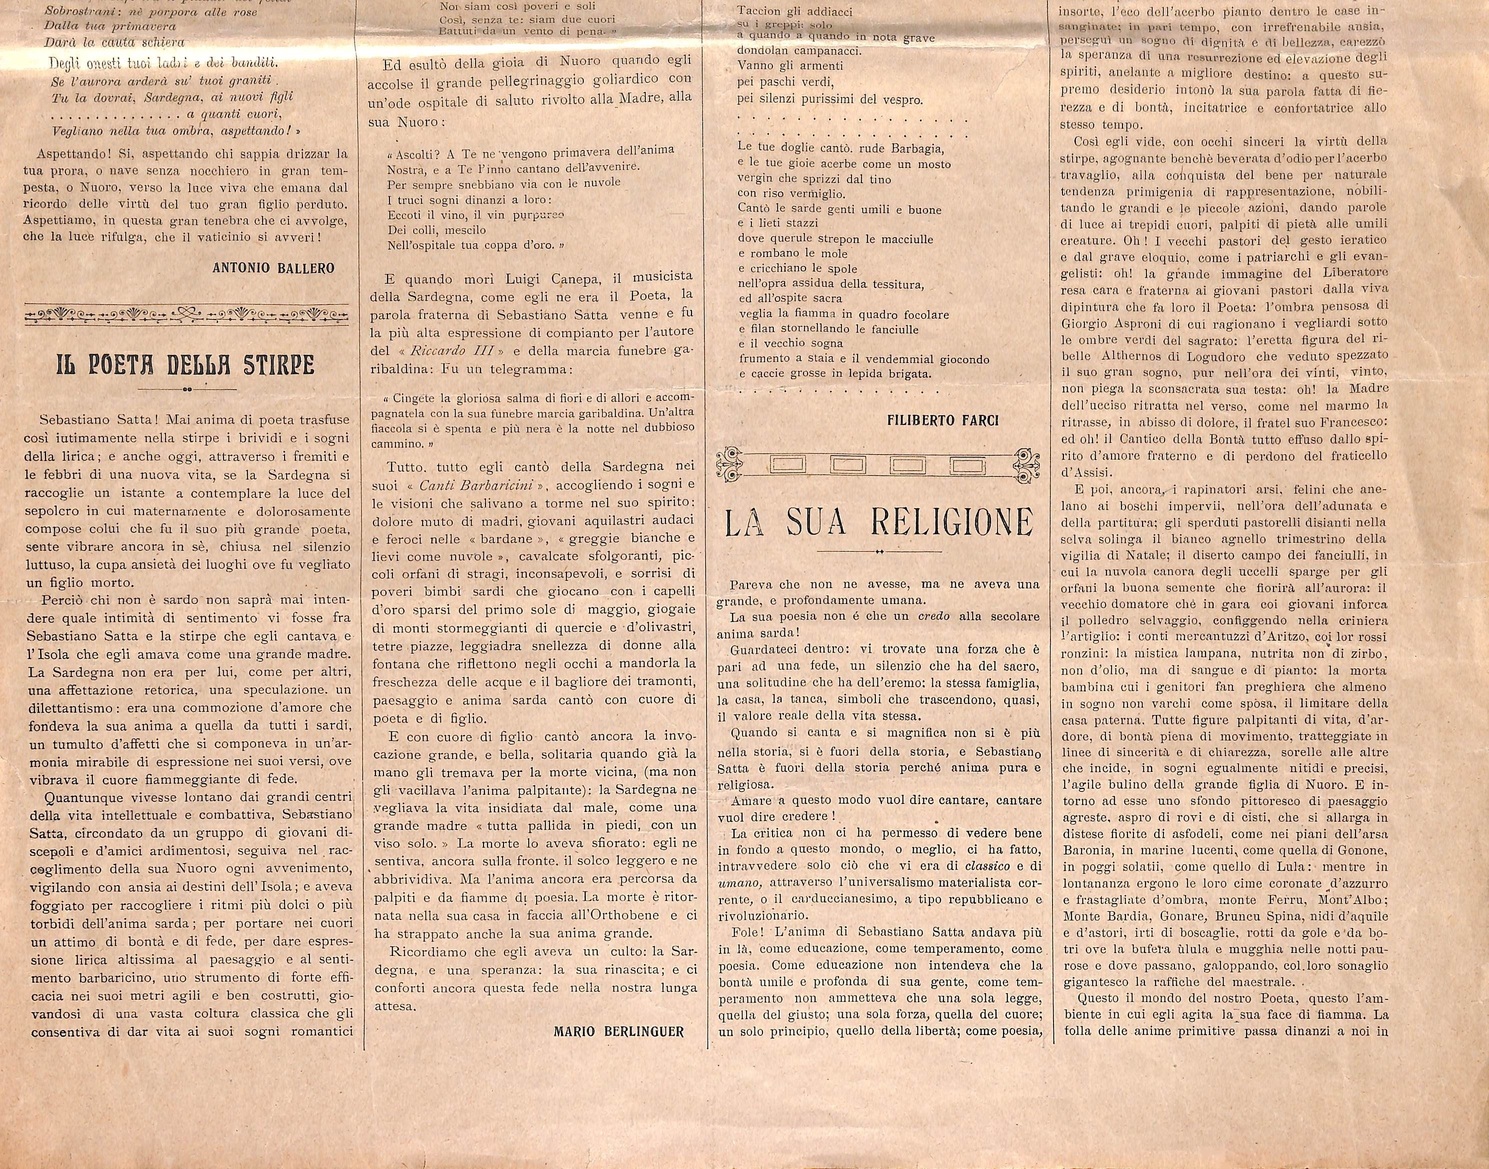 Sobrostrani: nè porpora alle rose
Dalla tua primavera
Darà la cauta schiera
Degli onesti tuoi ladri e dei banditi.
Se l'aurora arderà su' tuoi graniti
Tu la dovrai, Sardegna, ai nuovi figli
. . . . . . . . . . . . . . . a quanti cuori,
Vegliano nella tua ombra, aspettando! »
Aspettando! Si, aspettando chi sappia drizzar la
tua prora, o nave senza nocchiero in gran tem-
pesta, o Nuoro, verso la luce viva che emana dal
ricordo delle virtù del tuo gran figlio perduto.
Aspettiamo, in questa gran tenebra che ci avvolge,
che la luce rifulga, che il vaticinio si avveri!
ANTONIO BALLERO
IL POETA DELLA STIRPE
Sebastiano Satta! Mai anima di poeta trasfuse
così intimamente nella stirpe i brividi e i sogni
della lirica; e anche oggi, attraverso i fremiti e
le febbri di una nuova vita, se la Sardegna si
raccoglie un istante a contemplare la luce del
sepolcro in cui maternamente e dolorosamente
compose colui che fu il suo più grande poeta,
sente vibrare ancora in sè, chiusa nel silenzio
luttuso, la cupa ansietà dei luoghi ove fu vegliato
un figlio morto.
Perciò chi non è sardo non saprà mai inten-
dere quale intimità di sentimento vi fosse fra
Sebastiano Satta e la stirpe che egli cantava e
l'Isola che egli amava come una grande madre.
La Sardegna non era per lui, come per altri,
una affettazione retorica, una speculazione. un
dilettantismo: era una commozione d'amore che
fondeva la sua anima a quella da tutti i sardi,
un tumulto d'affetti che si componeva in un'ar-
monia mirabile di espressione nei suoi versi, ove
vibrava il cuore fiammeggiante di fede.
Quantunque vivesse lontano dai grandi centri
della vita intellettuale e combattiva, Sebastiano
Satta, circondato da un gruppo di giovani di-
scepoli e d'amici ardimentosi, seguiva nel rac-
coglimento della sua Nuoro ogni avvenimento,
vigilando con ansia ai destini dell'Isola; e aveva
foggiato per raccogliere i ritmi più dolci o più
torbidi dell'anima sarda; per portare nei cuori
un attimo di bontà e di fede, per dare espres-
sione lirica altissima al paesaggio e al senti-
mento barbaricino, uno strumento di forte effi-
cacia nei suoi metri agili e ben costrutti, gio-
vandosi di una vasta coltura classica che gli
consentiva di dar vita ai suoi sogni romantici
Noi siam così poveri e soli
Così, senza te: siam due cuori
Battuti da un vento di pena. »
Ed esultò della gioia di Nuoro quando egli
accolse il grande pellegrinaggio goliardico con
un'ode ospitale di saluto rivolto alla Madre, alla
sua Nuoro:
« Ascolti? A Te ne vengono primavera dell'anima
Nostra, e a Te l'inno cantano dell'avvenire.
Per sempre snebbiano via con le nuvole
I truci sogni dinanzi a loro:
Eccoti il vino, il vin purpureo
Dei colli, mescilo
Nell'ospitale tua coppa d'oro. »
E quando morì Luigi Canepa, il musicista
della Sardegna, come egli ne era il Poeta, la
parola fraterna di Sebastiano Satta venne e fu
la più alta espressione di compianto per l'autore
del « Riccardo III » e della marcia funebre ga-
ribaldina: Fu un telegramma:
« Cingete la gloriosa salma di fiori e di allori e accom-
pagnatela con la sua funebre marcia garibaldina. Un'altra
fiaccola si è spenta e più nera è la notte nel dubbioso
cammino. »
Tutto. tutto egli cantò della Sardegna nei
suoi « Canti Barbaricini », accogliendo i sogni e
le visioni che salivano a torme nel suo spirito:
dolore muto di madri, giovani aquilastri audaci
e feroci nelle « bardane », « greggie bianche e
lievi come nuvole », cavalcate sfolgoranti, pic-
coli orfani di stragi, inconsapevoli, e sorrisi di
poveri bimbi sardi che giocano con i capelli
d'oro sparsi del primo sole di maggio, giogaie
di monti stormeggianti di quercie e d'olivastri,
tetre piazze, leggiadra snellezza di donne alla
fontana che riflettono negli occhi a mandorla la
freschezza delle acque e il bagliore dei tramonti,
paesaggio e anima sarda cantò con cuore di
poeta e di figlio.
E con cuore di figlio cantò ancora la invo-
cazione grande, e bella, solitaria quando già la
mano gli tremava per la morte vicina, (ma non
gli vacillava l'anima palpitante): la Sardegna ne
vegliava la vita insidiata dal male, come una
grande madre « tutta pallida in piedi, con un
viso solo. » La morte lo aveva sfiorato: egli ne
sentiva, ancora sulla fronte. il solco leggero e ne
abbrividiva. Ma l'anima ancora era percorsa da
palpiti e da fiamme di poesia. La morte è ritor-
nata nella sua casa in faccia all'Orthobene e ci
ha strappato anche la sua anima grande.
Ricordiamo che egli aveva un culto: la Sar-
degna, e una speranza: la sua rinascita; e ci
conforti ancora questa fede nella nostra lunga
attesa.
MARIO BERLINGUER
Taccion gli addiacci
su i greppi: solo
a quando a quando in nota grave
dondolan campanacci.
Vanno gli armenti
pei paschi verdi,
pei silenzi purissimi del vespro.
. . . . . . . . . . . . . .
. . . . . . . . . . . . . .
Le tue doglie cantò. rude Barbagia,
e le tue gioie acerbe come un mosto
vergin che sprizzi dal tino
con riso vermiglio.
Cantò le sarde genti umili e buone
e i lieti stazzi
dove querule strepon le macciulle
e rombano le mole
e cricchiano le spole
nell'opra assidua della tessitura,
ed all'ospite sacra
veglia la fiamma in quadro focolare
e filan stornellando le fanciulle
e il vecchio sogna
frumento a staia e il vendemmial giocondo
e caccie grosse in lepida brigata.
. . . . . . . . . . . .
FILIBERTO FARCI
LA SUA RELIGIONE
Pareva che non ne avesse, ma ne aveva una
grande, e profondamente umana.
La sua poesia non é che un credo alla secolare
anima sarda!
Guardateci dentro: vi trovate una forza che è
pari ad una fede, un silenzio che ha del sacro,
una solitudine che ha dell'eremo: la stessa famiglia,
la casa, la tanca, simboli che trascendono, quasi,
il valore reale della vita stessa.
Quando si canta e si magnifica non si è più
nella storia, si è fuori della storia, e Sebastiano
Satta è fuori della storia perché anima pura e
religiosa.
Amare a questo modo vuol dire cantare, cantare
vuol dire credere!
La critica non ci ha permesso di vedere bene
in fondo a questo mondo, o meglio, ci ha fatto,
intravvedere solo ciò che vi era di classico e di
umano, attraverso l'universalismo materialista cor-
rente, o il carduccianesimo, a tipo repubblicano e
rivoluzionario.
Fole! L'anima di Sebastiano Satta andava più
in là, come educazione, come temperamento, come
poesia. Come educazione non intendeva che la
bontà umile e profonda di sua gente, come tem-
peramento non ammetteva che una sola legge,
quella del giusto; una sola forza, quella del cuore;
un solo principio, quello della libertà; come poesia,
insorte, l'eco dell'acerbo pianto dentro le case in-
sanguinate; in pari tempo, con irrefrenabile ansia,
perseguì un sogno di dignità e di bellezza, carezzò
la speranza di una resurrezione ed elevazione degli
spiriti, anelante a migliore destino: a questo su-
premo desiderio intonò la sua parola fatta di fie-
rezza e di bontà, incitatrice e confortatrice allo
stesso tempo.
Così egli vide, con occhi sinceri la virtù della
stirpe, agognante benchè beverata d'odio per l'acerbo
travaglio, alla conquista del bene per naturale
tendenza primigenia di rappresentazione, nobili-
tando le grandi e le piccole azioni, dando parole
di luce ai trepidi cuori, palpiti di pietà alle umili
creature. Oh! I vecchi pastori del gesto ieratico
e dal grave eloquio, come i patriarchi e gli evan-
gelisti: oh! la grande immagine del Liberatore
resa cara e fraterna ai giovani pastori dalla viva
dipintura che fa loro il Poeta: l'ombra pensosa di
Giorgio Asproni di cui ragionano i vegliardi sotto
le ombre verdi del sagrato: l'eretta figura del ri-
belle Althernos di Logudoro che veduto spezzato
il suo gran sogno, pur nell'ora dei vinti, vinto,
non piega la sconsacrata sua testa: oh! la Madre
dell'ucciso ritratta nel verso, come nel marmo la
ritrasse, in abisso di dolore, il fratel suo Francesco:
ed oh! il Cantico della Bontà tutto effuso dallo spi-
rito d'amore fraterno e di perdono del fraticello
d'Assisi.
E poi, ancora, i rapinatori arsi, felini che ane-
lano ai boschi impervii, nell'ora dell'adunata e
della partitura; gli sperduti pastorelli disianti nella
selva solinga il bianco agnello trimestrino della
vigilia di Natale; il diserto campo dei fanciulli, in
cui la nuvola canora degli uccelli sparge per gli
orfani la buona semente che fiorirà all'aurora: il
vecchio domatore ché in gara coi giovani inforca
il polledro selvaggio, configgendo nella criniera
l'artiglio: i conti mercantuzzi d'Aritzo, coi lor rossi
ronzini: la mistica lampana, nutrita non di zirbo,
non d'olio, ma di sangue e di pianto: la morta
bambina cui i genitori fan preghiera che almeno
in sogno non varchi come sposa, il limitare della
casa paterna. Tutte figure palpitanti di vita, d'ar-
dore, di bontà piena di movimento, tratteggiate in
linee di sincerità e di chiarezza, sorelle alle altre
che incide, in sogni egualmente nitidi e precisi,
l'agile bulino della grande figlia di Nuoro. E in-
torno ad esse uno sfondo pittoresco di paesaggio
agreste, aspro di rovi e di cisti, che si allarga in
distese fiorite di asfodeli, come nei piani dell'arsa
Baronia, in marine lucenti, come quella di Gonone,
in poggi solatii, come quello di Lula: mentre in
lontananza ergono le loro cime coronate d'azzurro
e frastagliate d'ombra, monte Ferru, Mont'Albo;
Monte Bardia, Gonare, Bruncu Spina, nidi d'aquile
e d'astori, irti di boscaglie, rotti da gole e da bo-
tri ove la bufera ùlula e mugghia nelle notti pau-
rose e dove passano, galoppando, col loro sonaglio
gigantesco la raffiche del maestrale.
Questo il mondo del nostro Poeta, questo l'am-
biente in cui egli agita la sua face di fiamma. La
folla delle anime primitive passa dinanzi a noi in